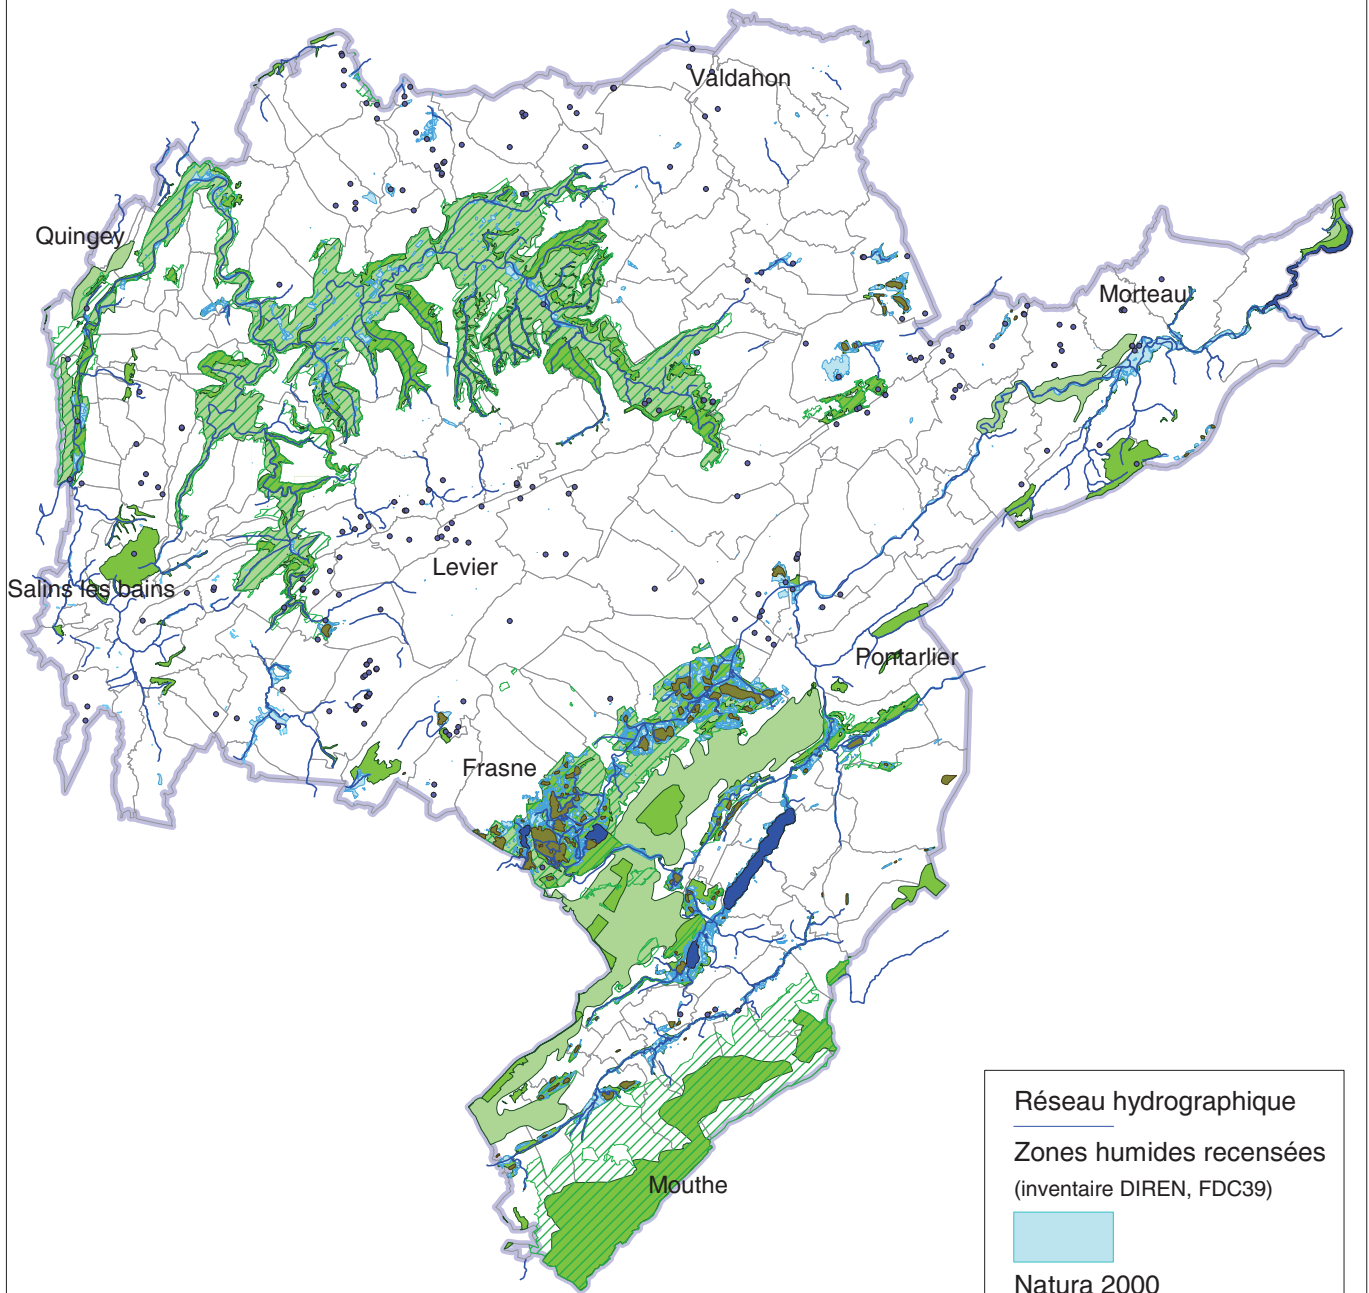 Valdahon
Quingey
Morteau
Levier
Salins les bains
Pontarlier
Frasne
Mouthe
Réseau hydrographique
Zones humides recensées
(inventaire DIREN, FDC39)
Natura 2000